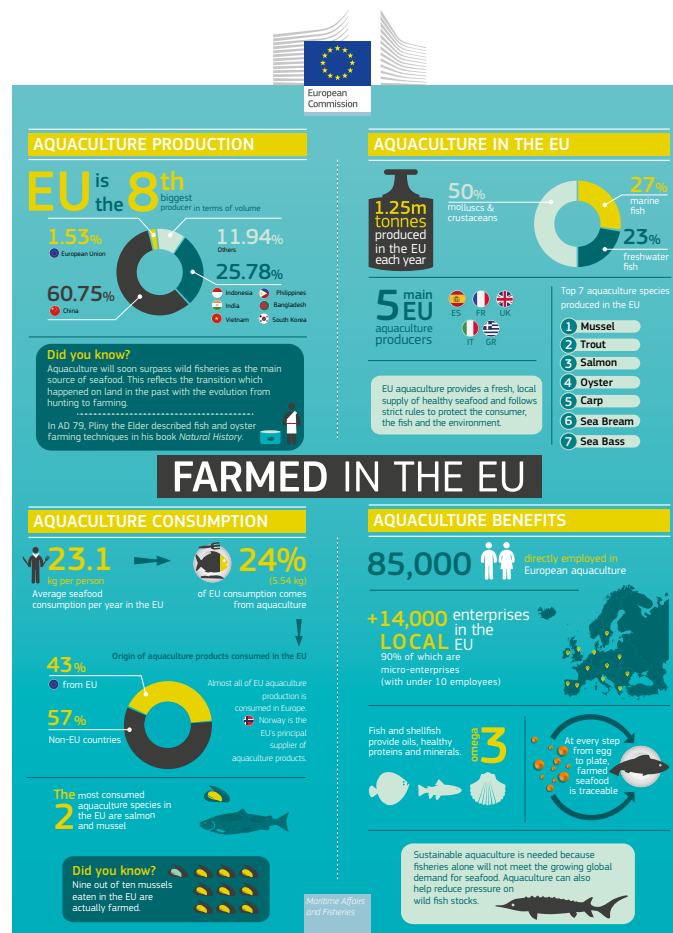 European
Commission
AQUACULTURE PRODUCTION
EU is the 8th
biggest
producer in terms of volume
1.53%
European Union
11.94%
Others
25.78%
Indonesia
Philippines
India
Bangladesh
Vietnam
South Korea
60.75%
China
Did you know?
Aquaculture will soon surpass wild fisheries as the main
source of seafood. This reflects the transition which
happened on land in the past with the evolution from
hunting to farming.
In AD 79, Pliny the Elder described fish and oyster
farming techniques in his book Natural History.
AQUACULTURE IN THE EU
1.25m
tonnes
produced
in the EU
each year
50%
molluscs &
crustaceans
27%
marine
fish
23%
freshwater
fish
5 main
EU
aquaculture
producers
ES FR UK
IT GR
EU aquaculture provides a fresh, local
supply of healthy seafood and follows
strict rules to protect the consumer,
the fish and the environment.
Top 7 aquaculture species
produced in the EU
1 Mussel
2 Trout
3 Salmon
4 Oyster
5 Carp
6 Sea Bream
7 Sea Bass
FARMED IN THE EU
AQUACULTURE CONSUMPTION
23.1
kg per person
Average seafood
consumption per year in the EU
24%
(5.54 kg)
of EU consumption comes
from aquaculture
Origin of aquaculture products consumed in the EU
43%
from EU
57%
Non-EU countries
Almost all of EU aquaculture
production is
consumed in Europe.
Norway is the
EU's principal
supplier of
aquaculture products.
The 2
most consumed
aquaculture species in
the EU are salmon
and mussel
Did you know?
Nine out of ten mussels
eaten in the EU are
actually farmed.
AQUACULTURE BENEFITS
85,000
directly employed in
European aquaculture
+14,000 enterprises
in the
LOCAL EU
90% of which are
micro-enterprises
(with under 10 employees)
Fish and shellfish
provide oils, healthy
proteins and minerals.
omega 3
At every step
from egg
to plate,
farmed
seafood
is traceable
Sustainable aquaculture is needed because
fisheries alone will not meet the growing global
demand for seafood. Aquaculture can also
help reduce pressure on
wild fish stocks.
Maritime Affairs
and Fisheries